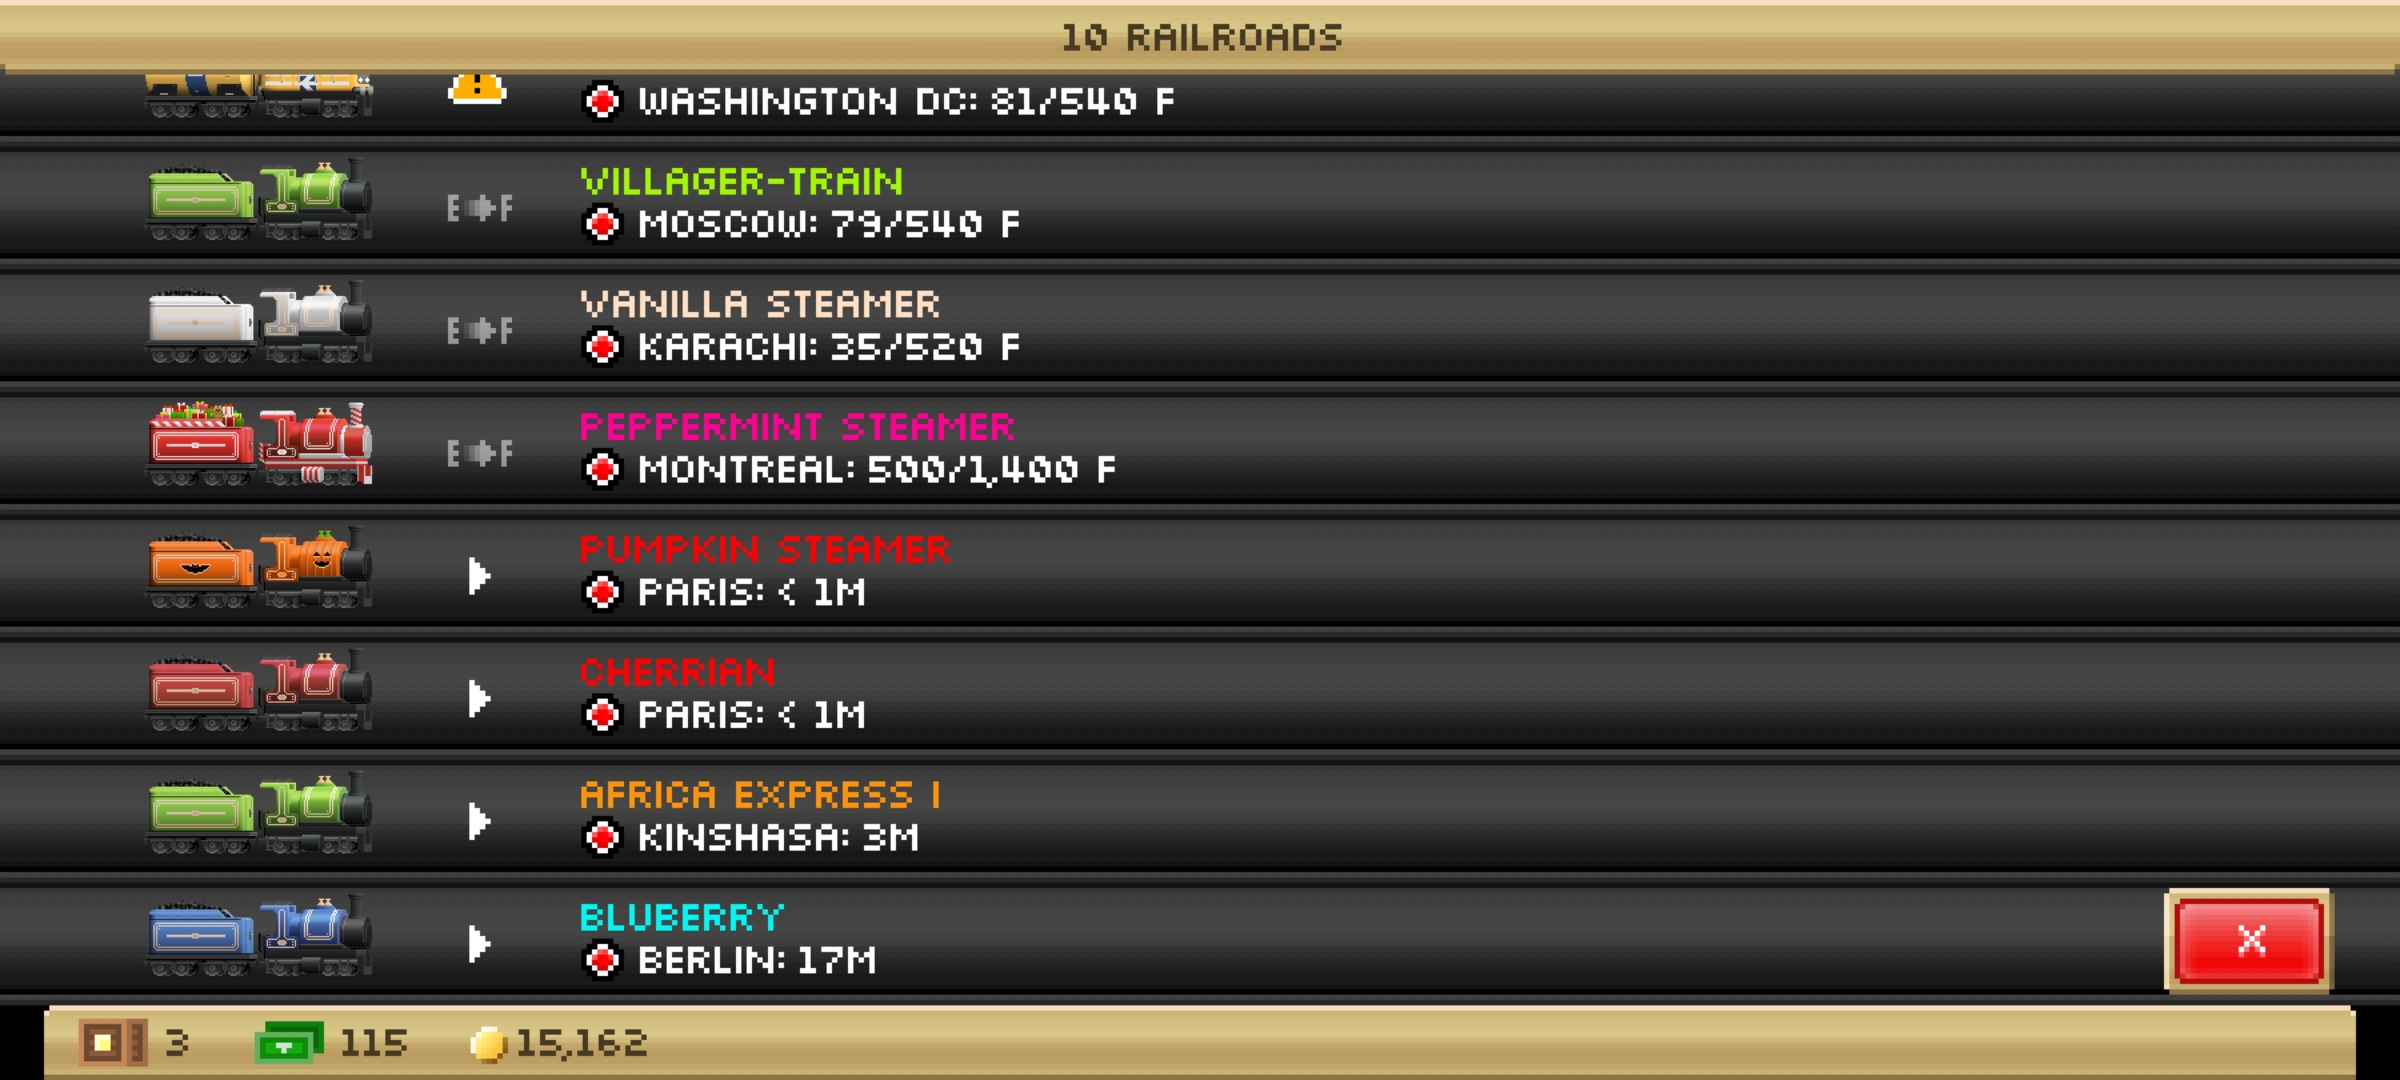 10 RAILROADS
WASHINGTON DC: 81/540 F
VILLAGER-TRAIN
E F
MOSCOW: 79/540 F
VANILLA STEAMER
E F
KARACHI: 35/520 F
PEPPERMINT STEAMER
E F
MONTREAL: 500/1,400 F
PUMPKIN STEAMER
PARIS: < 1M
CHERRIAN
PARIS: < 1M
AFRICA EXPRESS I
KINSHASA: 3M
BLUBERRY
BERLIN: 17M
X
3 115 15,162